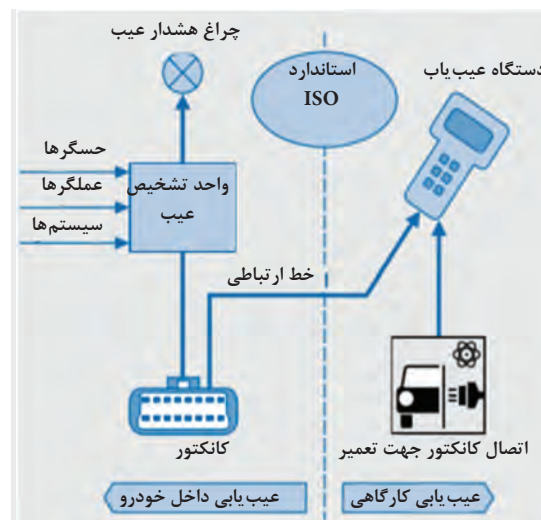 چراغ هشدار عیب
دستگاه عیب‌یاب
استاندارد
ISO
حسگرها
عملگرها
سیستم‌ها
واحد تشخیص
عیب
خط ارتباطی
کانکتور
اتصال کانکتور جهت تعمیر
عیب‌یابی کارگاهی
عیب‌یابی داخل خودرو